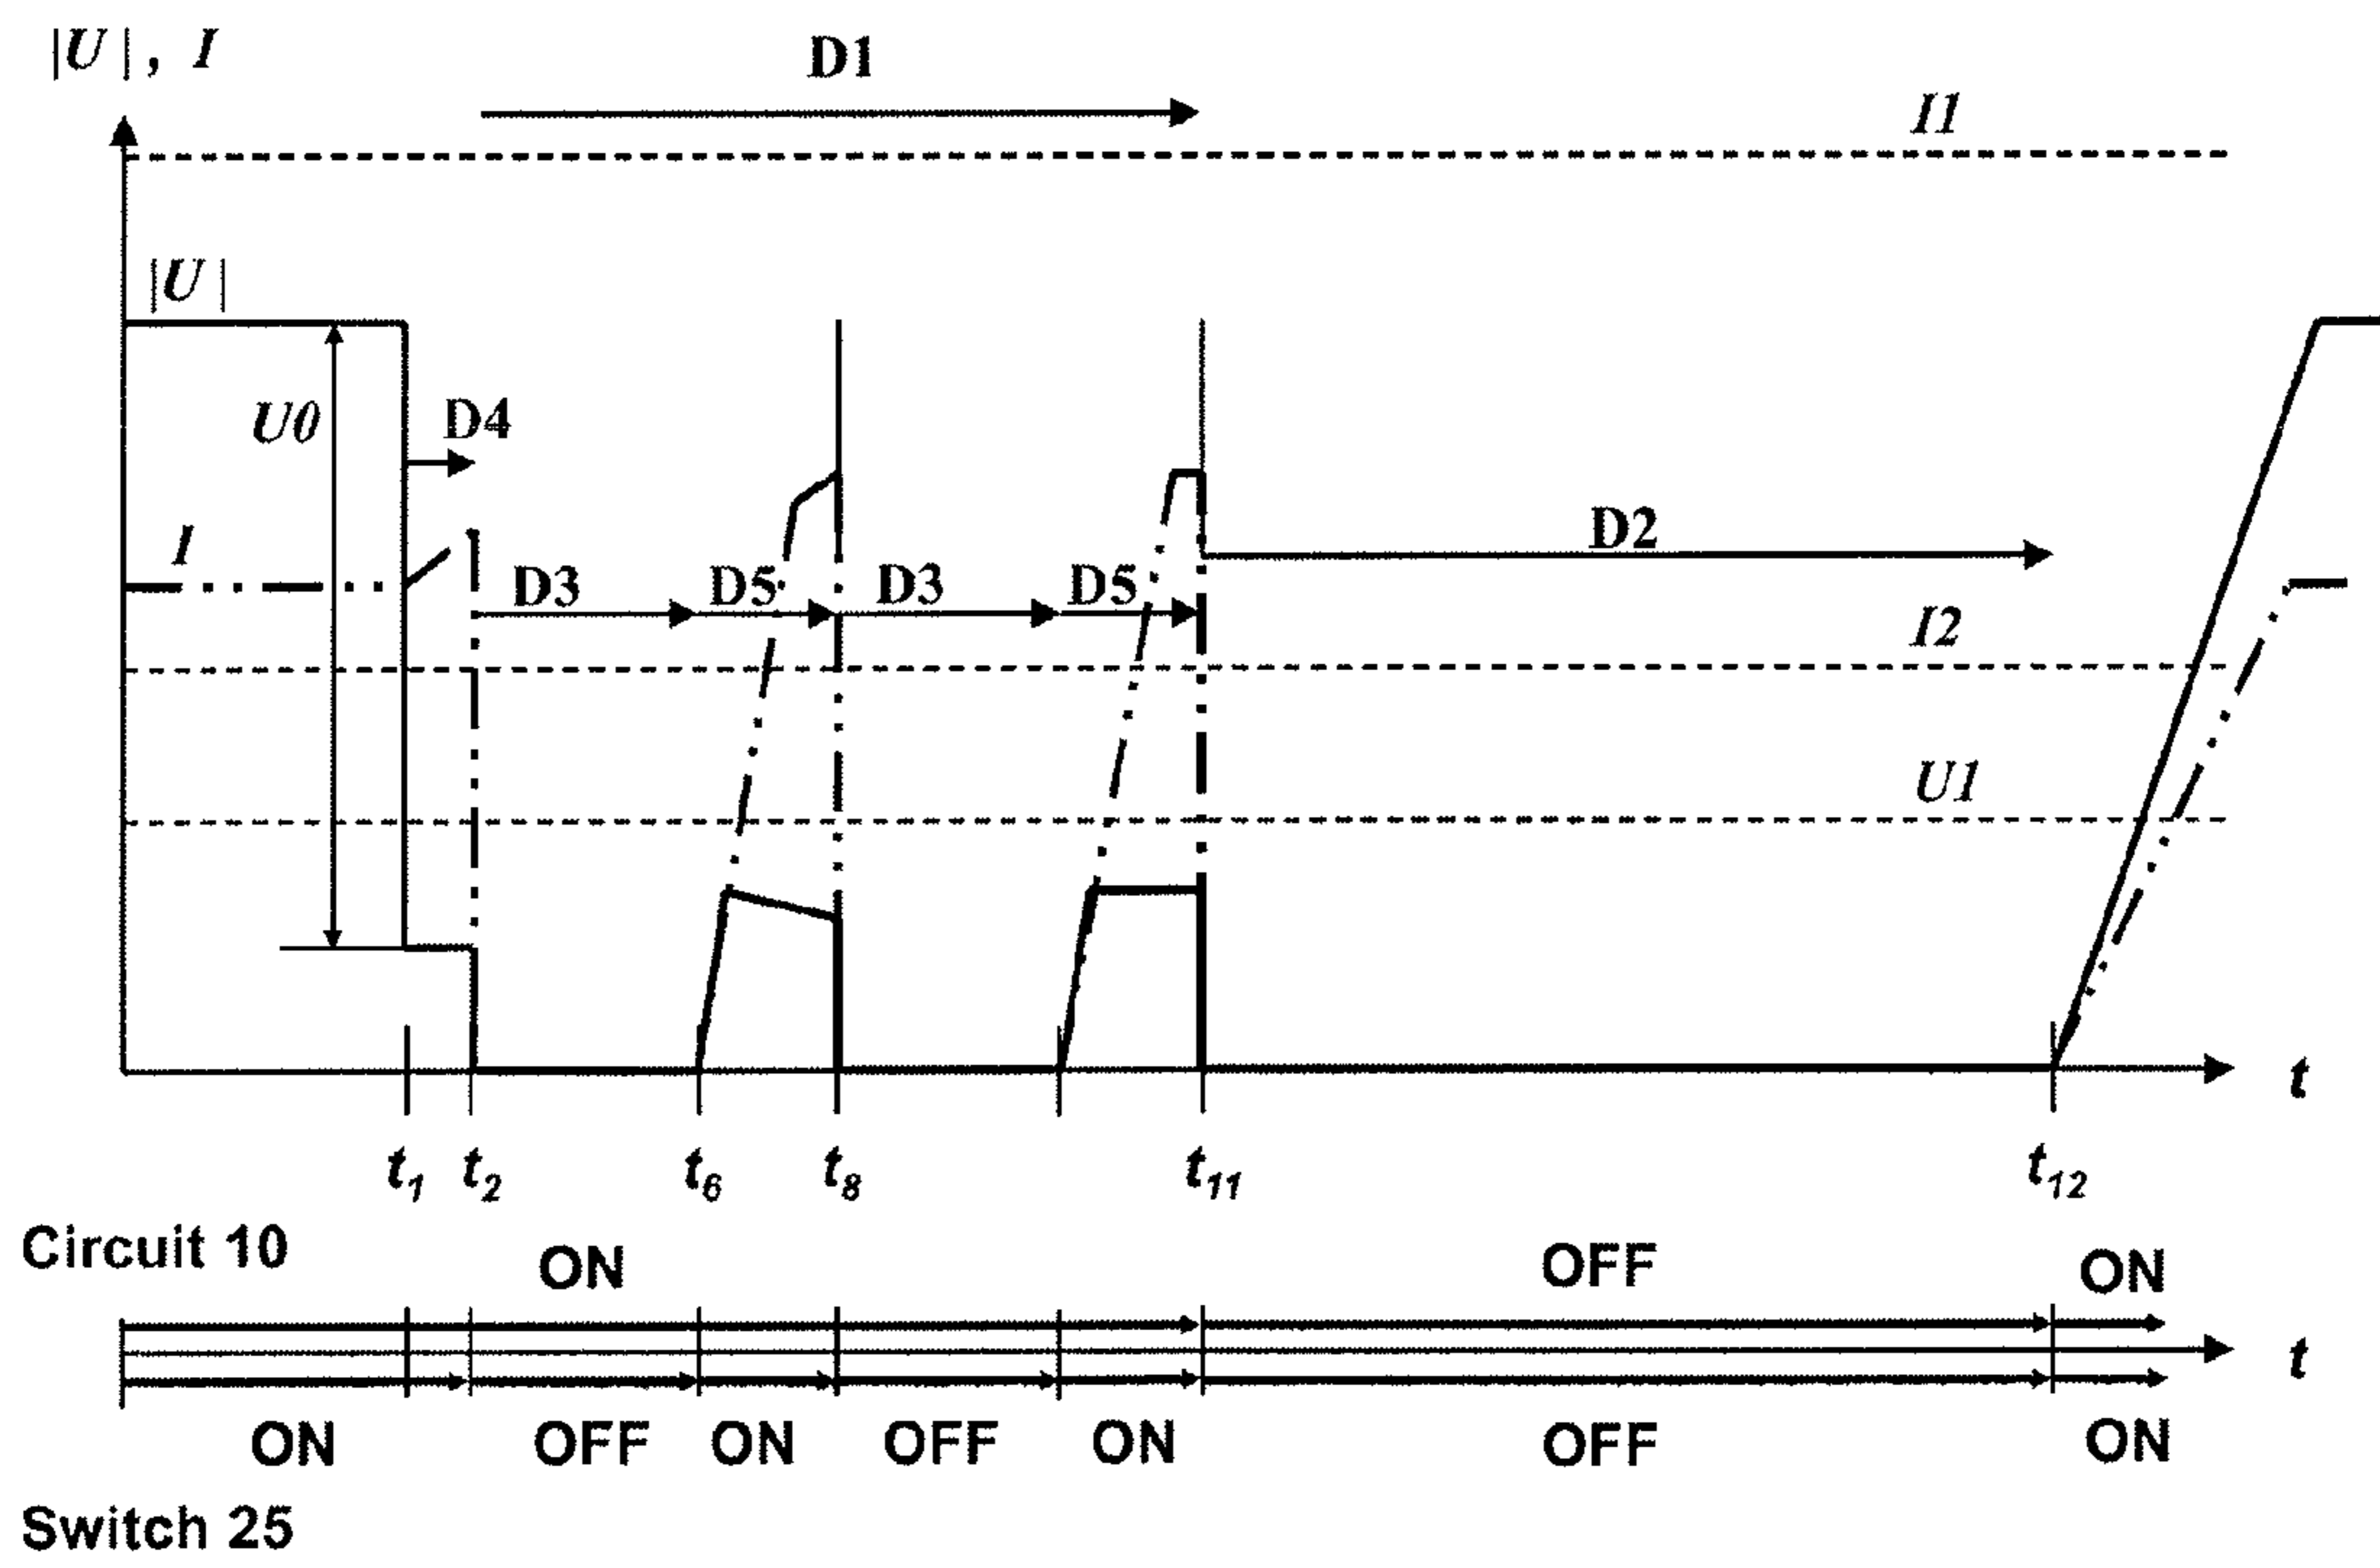 |U|, I
D1
I1
|U|
U0
D4
I
D3 D5 D3 D5 D2
I2
U1
t
t1 t2 t6 t8 t11 t12
Circuit 10
ON OFF ON
t
ON OFF ON OFF ON OFF ON
Switch 25